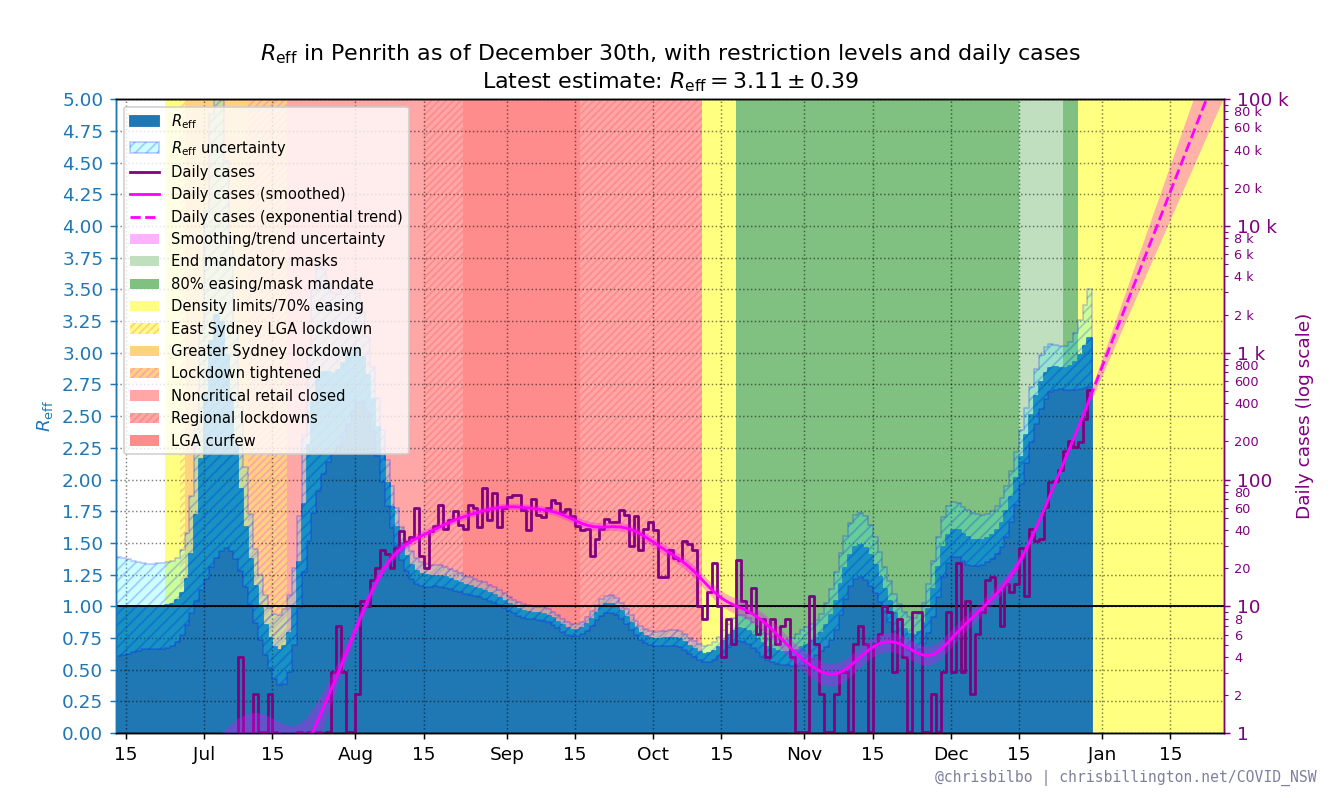 Reff in Penrith as of December 30th, with restriction levels and daily cases
Latest estimate: Reff = 3.11 ± 0.39
Reff
Reff uncertainty
Daily cases
Daily cases (smoothed)
Daily cases (exponential trend)
Smoothing/trend uncertainty
End mandatory masks
80% easing/mask mandate
Density limits/70% easing
East Sydney LGA lockdown
Greater Sydney lockdown
Lockdown tightened
Noncritical retail closed
Regional lockdowns
LGA curfew
Reff
5.00
4.75
4.50
4.25
4.00
3.75
3.50
3.25
3.00
2.75
2.50
2.25
2.00
1.75
1.50
1.25
1.00
0.75
0.50
0.25
0.00
15 Jul 15 Aug 15 Sep 15 Oct 15 Nov 15 Dec 15 Jan 15
100 k
80 k
60 k
40 k
20 k
10 k
8 k
6 k
4 k
2 k
1 k
800
600
400
200
100
80
60
40
20
10
8
6
4
2
1
Daily cases (log scale)
@chrisbilbo | chrisbillington.net/COVID_NSW